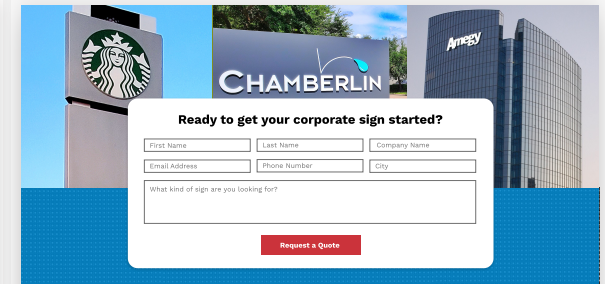 CHAMBERLIN
Amegy
Ready to get your corporate sign started?
First Name
Last Name
Company Name
Email Address
Phone Number
City
What kind of sign are you looking for?
Request a Quote